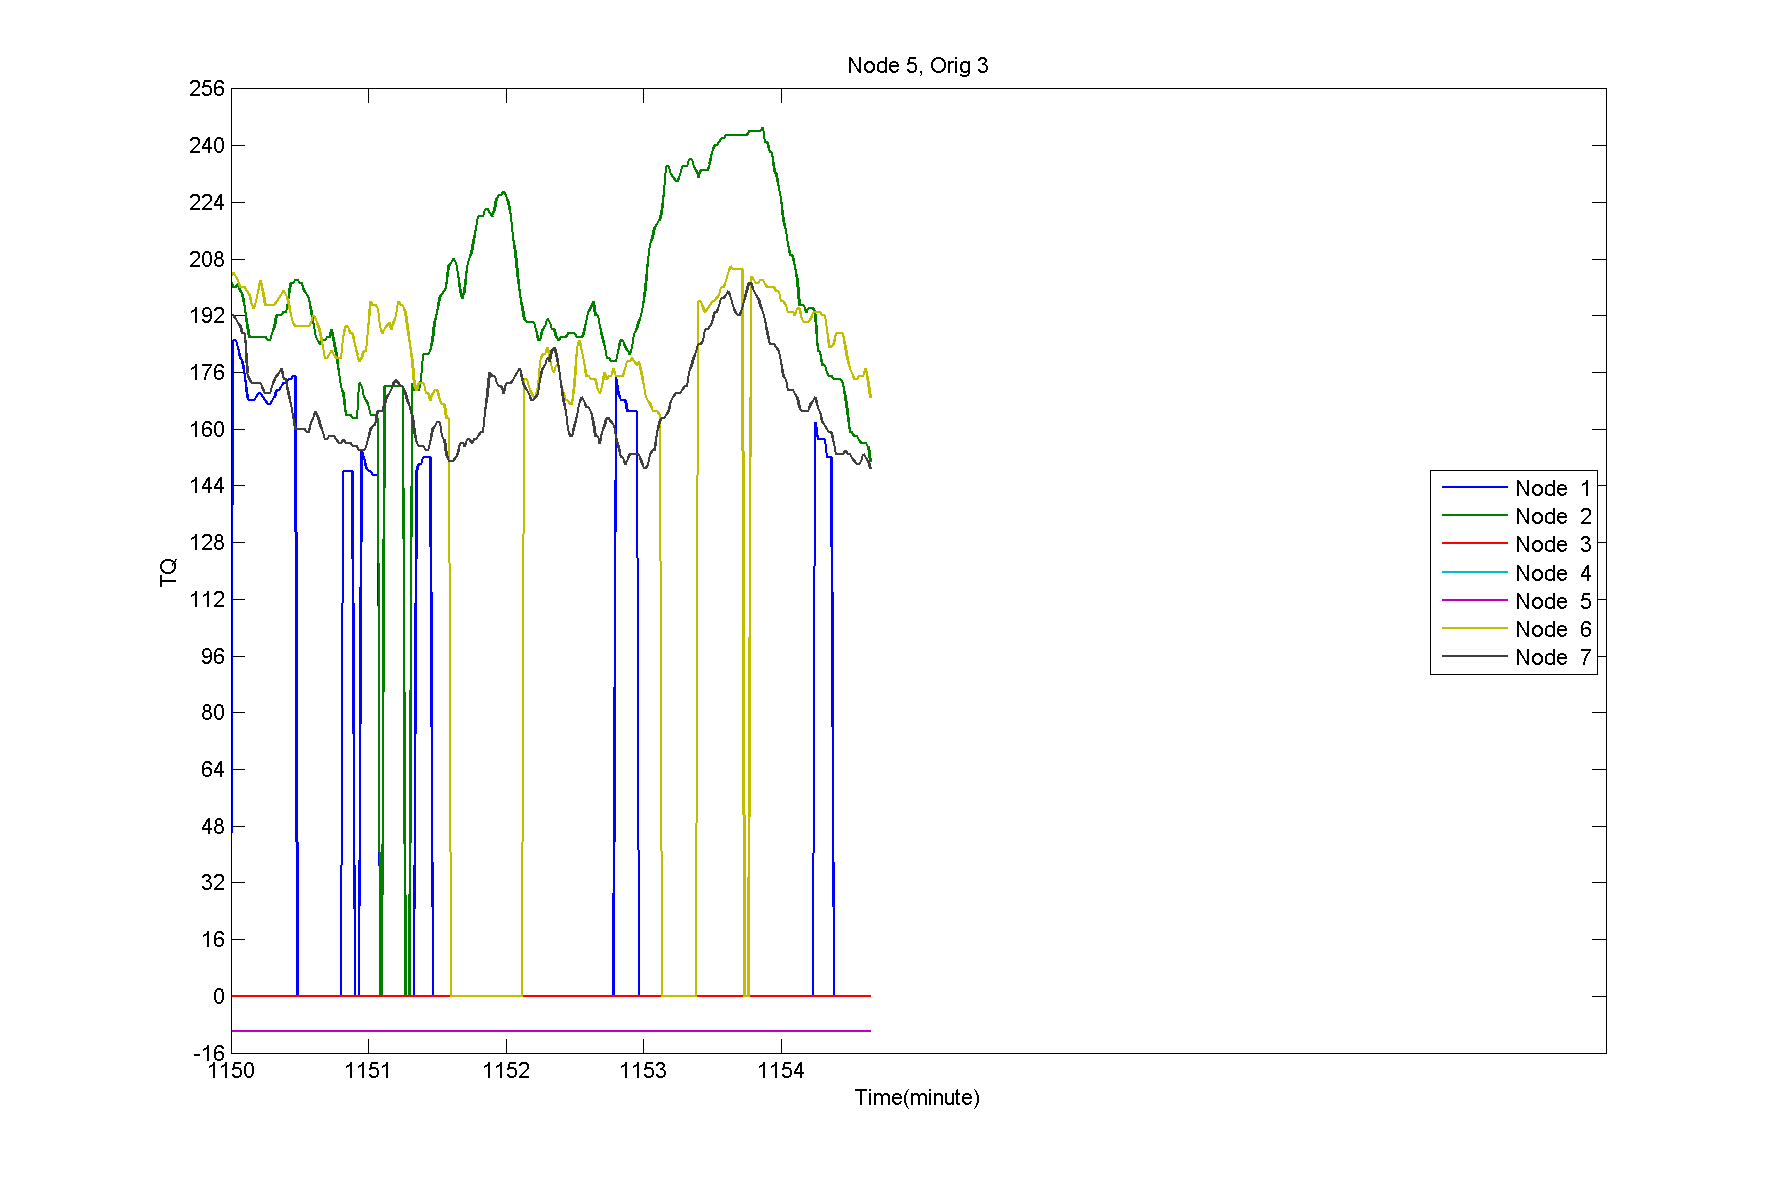 Node 5, Orig 3
256
240
224
208
192
176
160
144
128
112
96
80
64
48
32
16
0
-16
TQ
1150 1151 1152 1153 1154
Time(minute)
Node 1
Node 2
Node 3
Node 4
Node 5
Node 6
Node 7